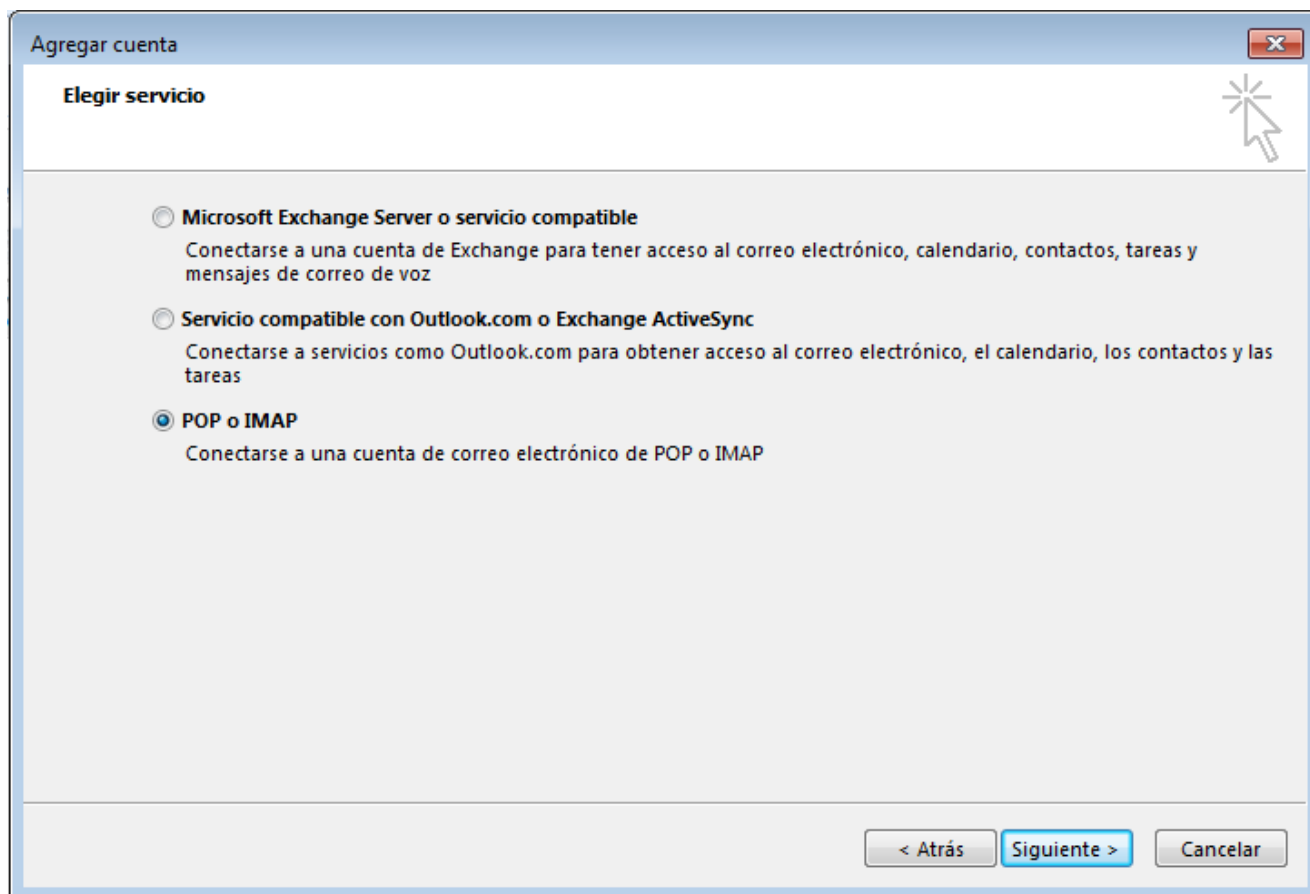 Agregar cuenta
Elegir servicio
Microsoft Exchange Server o servicio compatible
Conectarse a una cuenta de Exchange para tener acceso al correo electrónico, calendario, contactos, tareas y
mensajes de correo de voz
Servicio compatible con Outlook.com o Exchange ActiveSync
Conectarse a servicios como Outlook.com para obtener acceso al correo electrónico, el calendario, los contactos y las
tareas
POP o IMAP
Conectarse a una cuenta de correo electrónico de POP o IMAP
< Atrás Siguiente > Cancelar